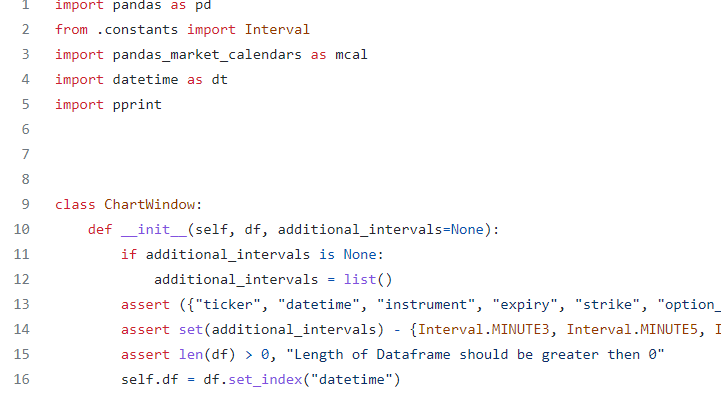 1 import pandas as pd
2 from .constants import Interval
3 import pandas_market_calendars as mcal
4 import datetime as dt
5 import pprint
6
7
8
9 class ChartWindow:
10 def __init__(self, df, additional_intervals=None):
11 if additional_intervals is None:
12 additional_intervals = list()
13 assert ({"ticker", "datetime", "instrument", "expiry", "strike", "option_
14 assert set(additional_intervals) - {Interval.MINUTE3, Interval.MINUTE5, I
15 assert len(df) > 0, "Length of Dataframe should be greater then 0"
16 self.df = df.set_index("datetime")